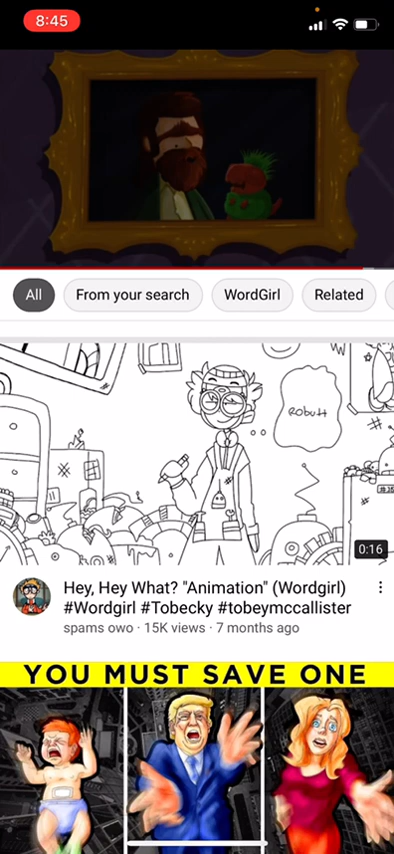 8:45
All
From your search
WordGirl
Related
Robutt
0:16
Hey, Hey What? "Animation" (Wordgirl)
#Wordgirl #Tobecky #tobeymccallister
spams owo · 15K views · 7 months ago
YOU MUST SAVE ONE